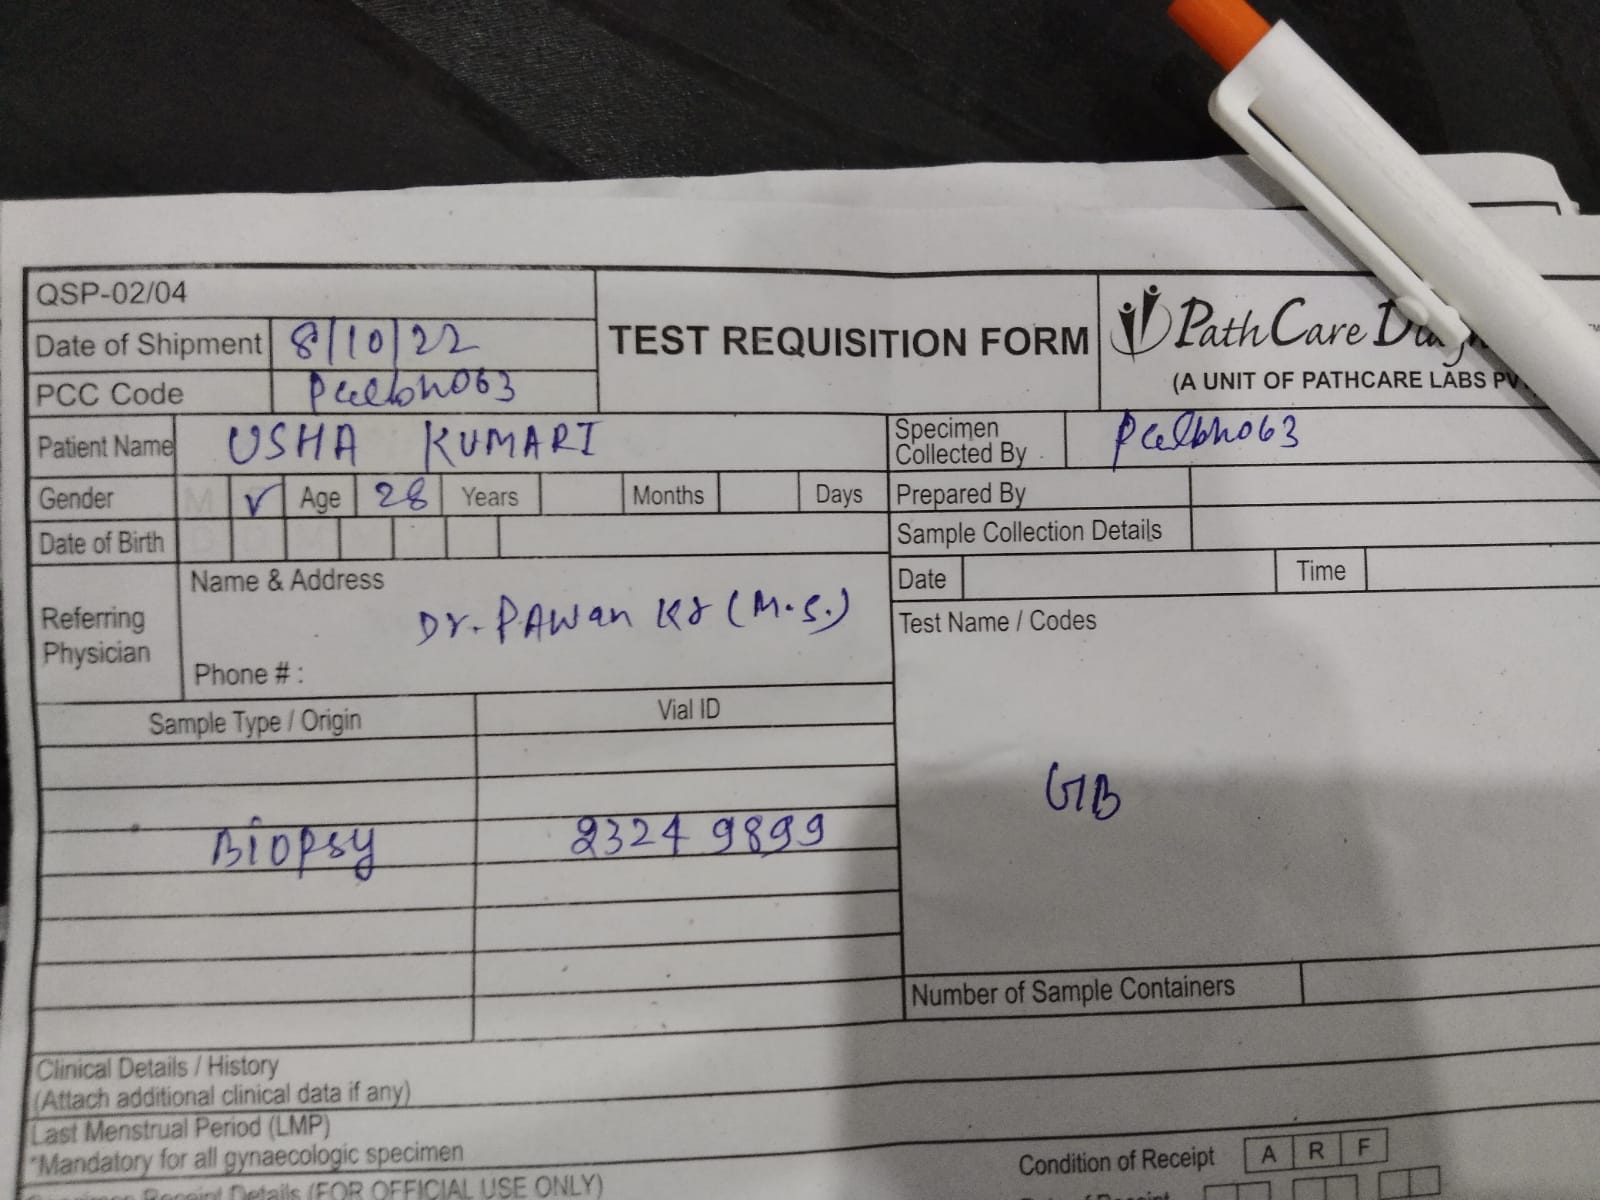 QSP-02/04
Date of Shipment 8/10/22
PCC Code Pcclbh063
TEST REQUISITION FORM
PathCare
(A UNIT OF PATHCARE LABS
Patient Name USHA KUMARI
Specimen Collected By Pcclbh063
Gender M ✓ Age 28 Years Months Days
Prepared By
Date of Birth
Sample Collection Details
Date Time
Referring Physician
Name & Address
Dr. PAWan Kr (M.S.)
Phone # :
Test Name / Codes
GB
Sample Type / Origin Vial ID
Biopsy 23249899
Number of Sample Containers
Clinical Details / History
(Attach additional clinical data if any)
Last Menstrual Period (LMP)
*Mandatory for all gynaecologic specimen
Condition of Receipt A R F
Receipt Details (FOR OFFICIAL USE ONLY)